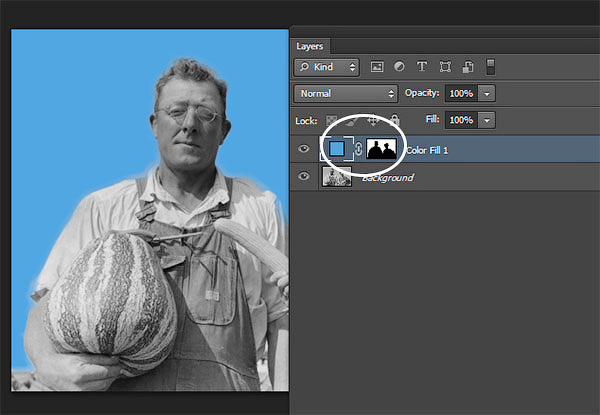 Layers
Kind
Normal Opacity: 100%
Lock: Fill: 100%
Color Fill 1
Background